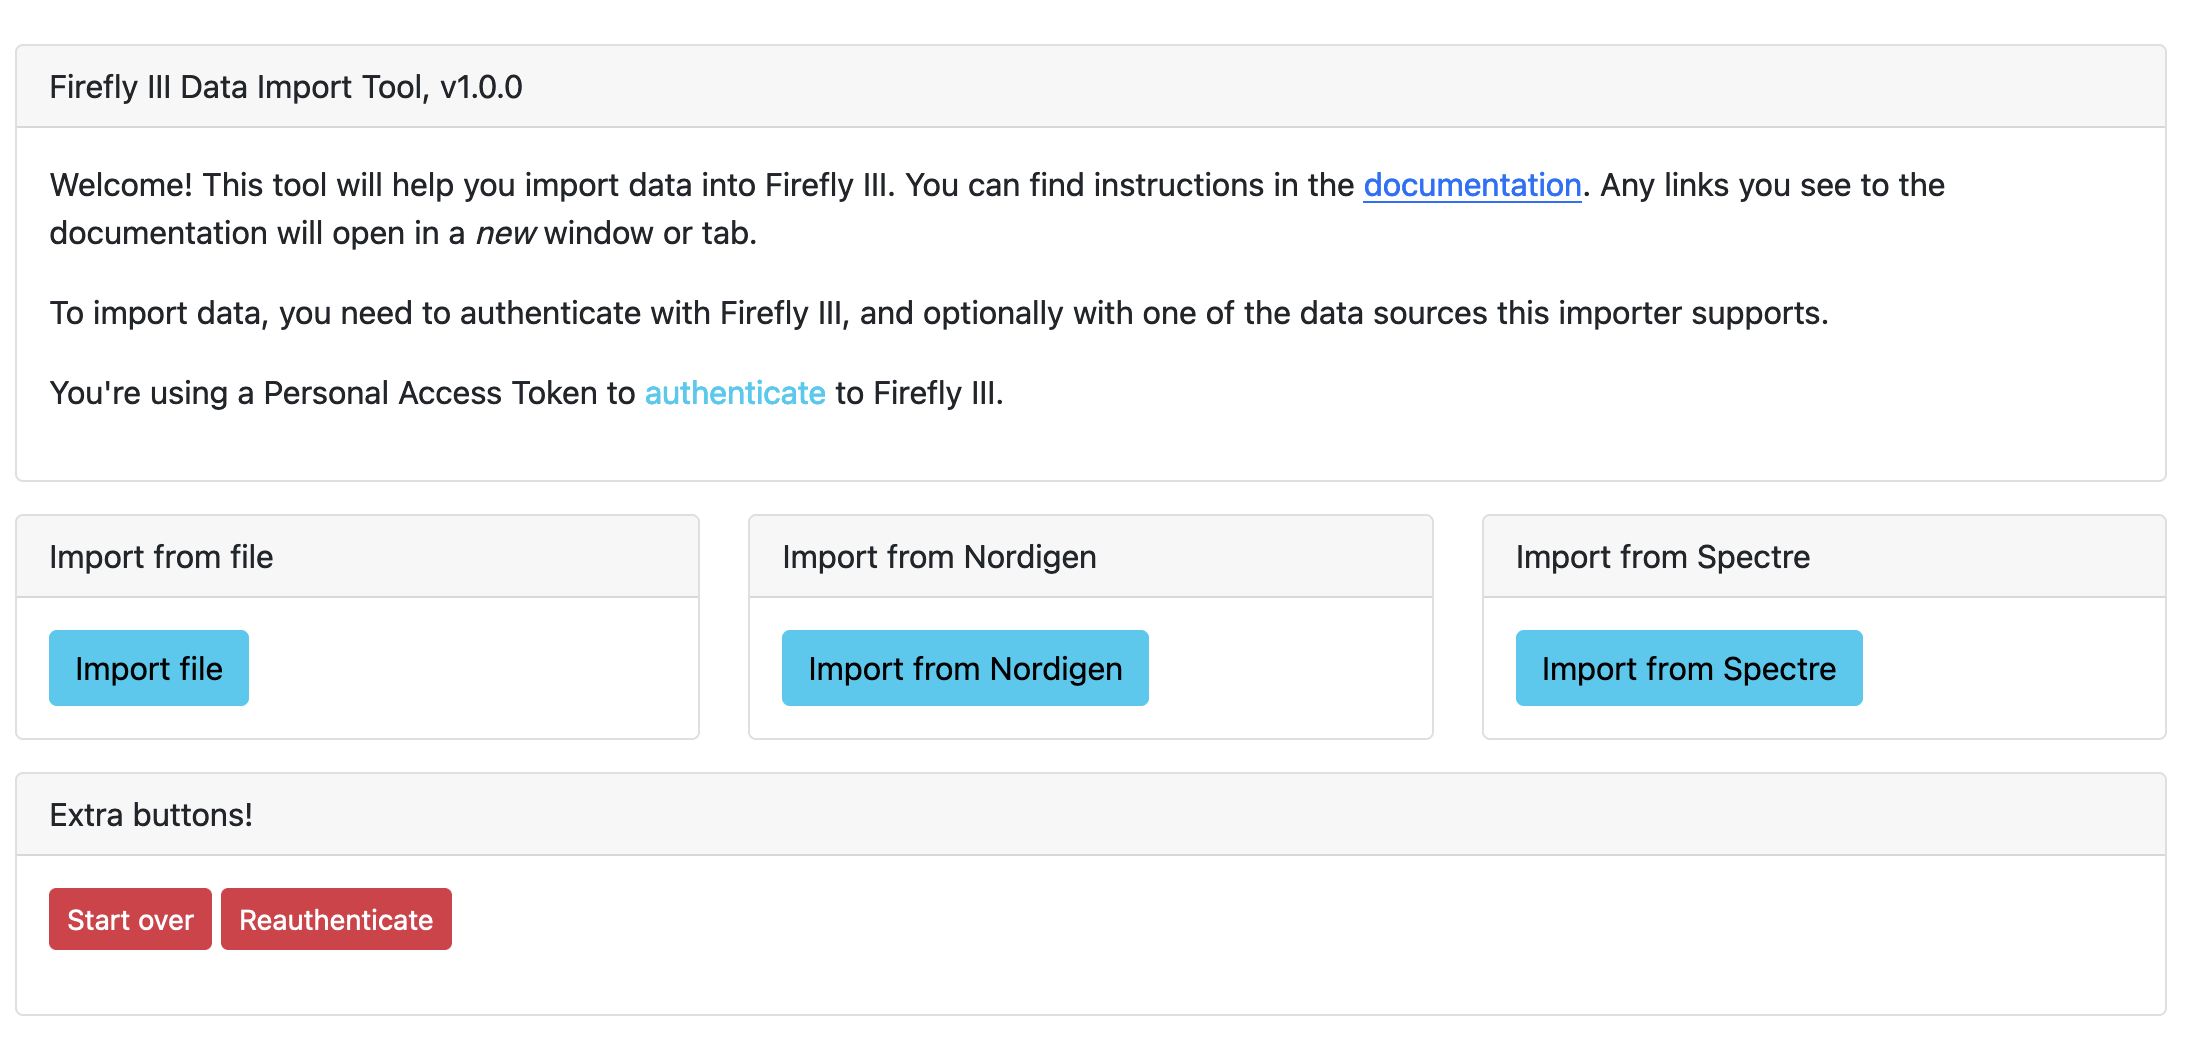 Firefly III Data Import Tool, v1.0.0
Welcome! This tool will help you import data into Firefly III. You can find instructions in the documentation. Any links you see to the
documentation will open in a new window or tab.
To import data, you need to authenticate with Firefly III, and optionally with one of the data sources this importer supports.
You're using a Personal Access Token to authenticate to Firefly III.
Import from file
Import from Nordigen
Import from Spectre
Import file
Import from Nordigen
Import from Spectre
Extra buttons!
Start over
Reauthenticate